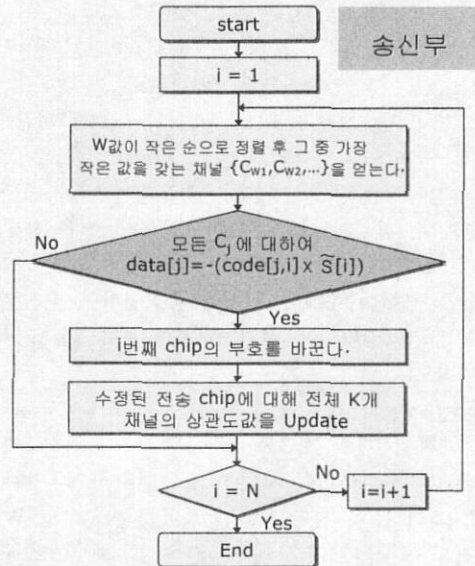 start
송신부
i = 1
W값이 작은 순으로 정렬 후 그 중 가장
작은 값을 갖는 채널 {Cw1,Cw2,...}을 얻는다.
No
모든 Cj 에 대하여
data[j]=-(code[j,i] x S̃[i])
Yes
i번째 chip의 부호를 바꾼다.
수정된 전송 chip에 대해 전체 K개
채널의 상관도값을 Update
i = N
No
i=i+1
Yes
End